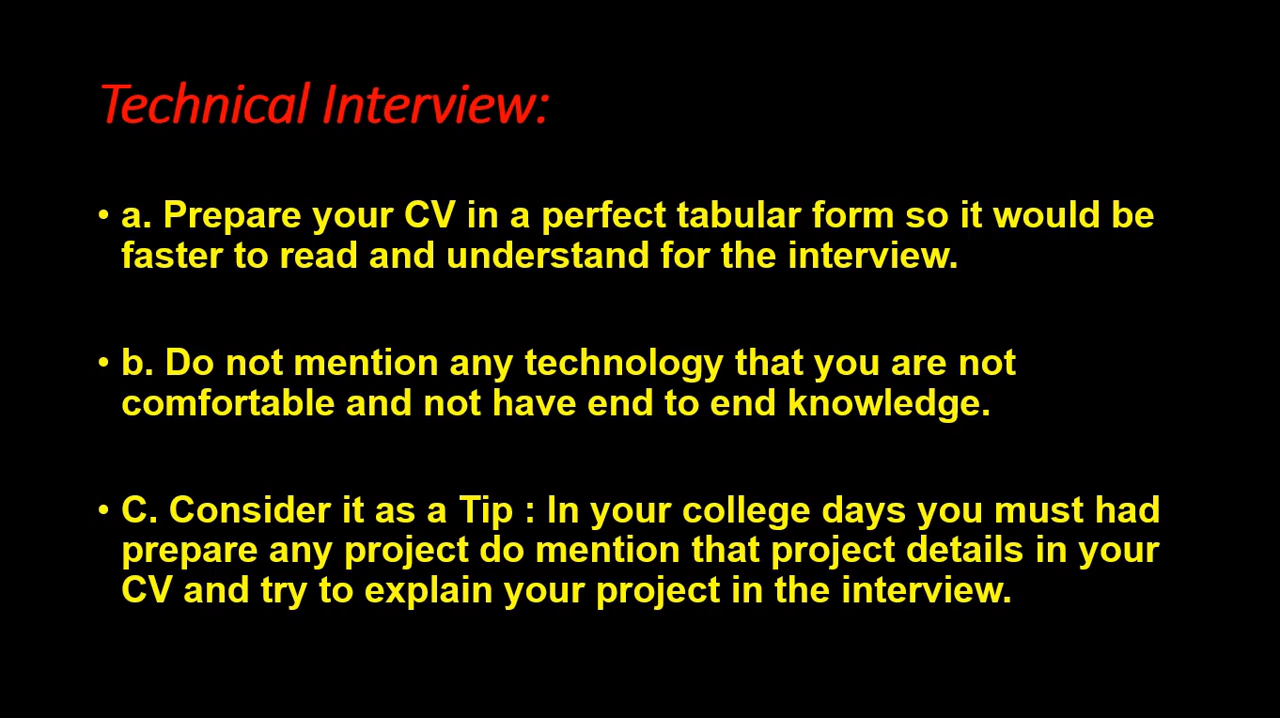 Technical Interview:
• a. Prepare your CV in a perfect tabular form so it would be
faster to read and understand for the interview.
• b. Do not mention any technology that you are not
comfortable and not have end to end knowledge.
• C. Consider it as a Tip : In your college days you must had
prepare any project do mention that project details in your
CV and try to explain your project in the interview.